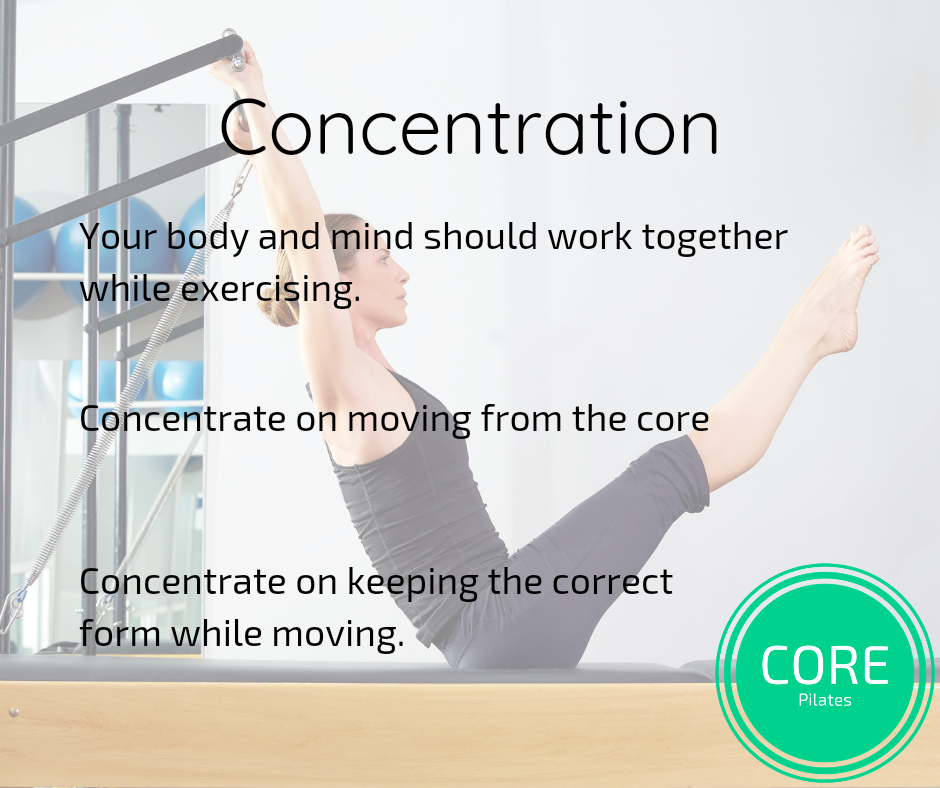 Concentration
Your body and mind should work together
while exercising.
Concentrate on moving from the core
Concentrate on keeping the correct
form while moving.
CORE
Pilates